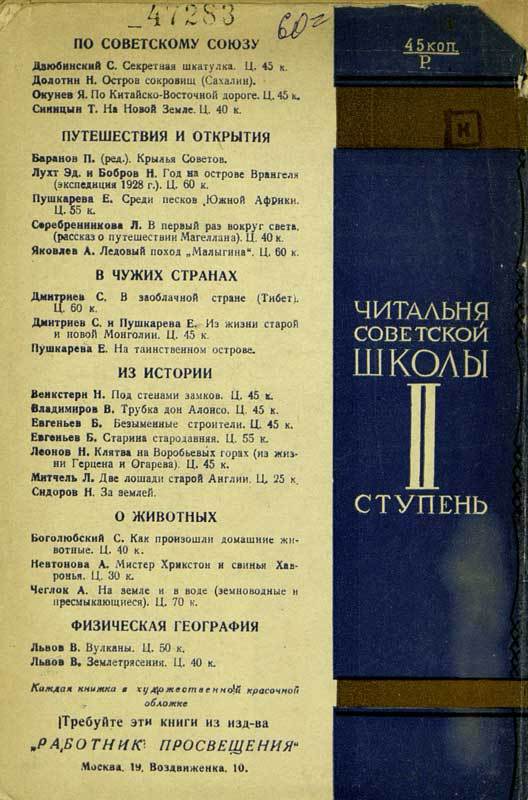 47283
60=
ПО СОВЕТСКОМУ СОЮЗУ
Двюбинский С. Секретная шкатулка. Ц. 45 к.
Долотин Н. Остров сокровищ (Сахалин).
Окунев Я. По Китайско-Восточной дороге. Ц. 45 к.
Синицын Т. На Новой Земле. Ц. 40 к.
ПУТЕШЕСТВИЯ И ОТКРЫТИЯ
Баранов П. (ред.). Крылья Советов.
Лухт Эд. и Бобров Н. Год на острове Врангеля
(экспедиция 1928 г.). Ц. 60 к.
Пушкарева Е. Среди песков Южной Африки.
Ц. 55 к.
Серебренникова Л. В первый раз вокруг света.
(рассказ о путешествии Магеллана). Ц. 40 к.
Яковлев А. Ледовый поход „Малыгина“. Ц. 60 к.
В ЧУЖИХ СТРАНАХ
Дмитриев С. В заоблачной стране (Тибет).
Ц. 60 к.
Дмитриев С. и Пушкарева Е. Из жизни старой
и новой Монголии. Ц. 45 к.
Пушкарева Е. На таинственном острове.
ИЗ ИСТОРИИ
Венкстерн Н. Под стенами замков. Ц. 45 к.
Владимиров В. Трубка дон Алонсо. Ц. 45 к.
Евгеньев Б. Безыменные строители. Ц. 45 к.
Евгеньев Б. Старина стародавняя. Ц. 55 к.
Леонов Н. Клятва на Воробьевых горах (из жиз-
ни Герцена и Огарева). Ц. 45 к.
Митчель Л. Две лошади старой Англии. Ц. 25 к.
Сидоров Н. За землей.
О ЖИВОТНЫХ
Боголюбский С. Как произошли домашние жи-
вотные. Ц. 40 к.
Невтонова А. Мистер Хрикстон и свинья Хав-
ронья. Ц. 30 к.
Чеглок А. На земле и в воде (земноводные и
пресмыкающиеся). Ц. 70 к.
ФИЗИЧЕСКАЯ ГЕОГРАФИЯ
Львов В. Вулканы. Ц. 50 к.
Львов В. Землетрясения. Ц. 40 к.
Каждая книжка в художественной красочной
обложке
Требуйте эти книги из изд-ва
„РАБОТНИК ПРОСВЕЩЕНИЯ“
Москва. 19, Воздвиженка, 10.
45 коп.
Р.
К
ЧИТАЛЬНЯ
СОВЕТСКОЙ
ШКОЛЫ
II
СТУПЕНЬ